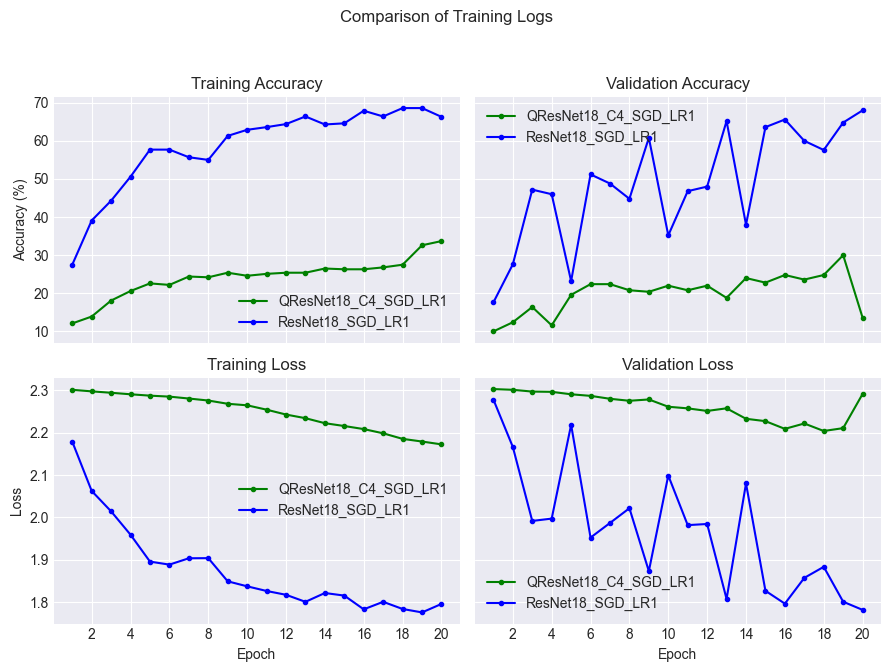 Comparison of Training Logs
Training Accuracy
Accuracy (%)
70
60
50
40
30
20
10
QResNet18_C4_SGD_LR1
ResNet18_SGD_LR1
Validation Accuracy
QResNet18_C4_SGD_LR1
ResNet18_SGD_LR1
Training Loss
Loss
2.3
2.2
2.1
2.0
1.9
1.8
QResNet18_C4_SGD_LR1
ResNet18_SGD_LR1
2 4 6 8 10 12 14 16 18 20
Epoch
Validation Loss
QResNet18_C4_SGD_LR1
ResNet18_SGD_LR1
2 4 6 8 10 12 14 16 18 20
Epoch